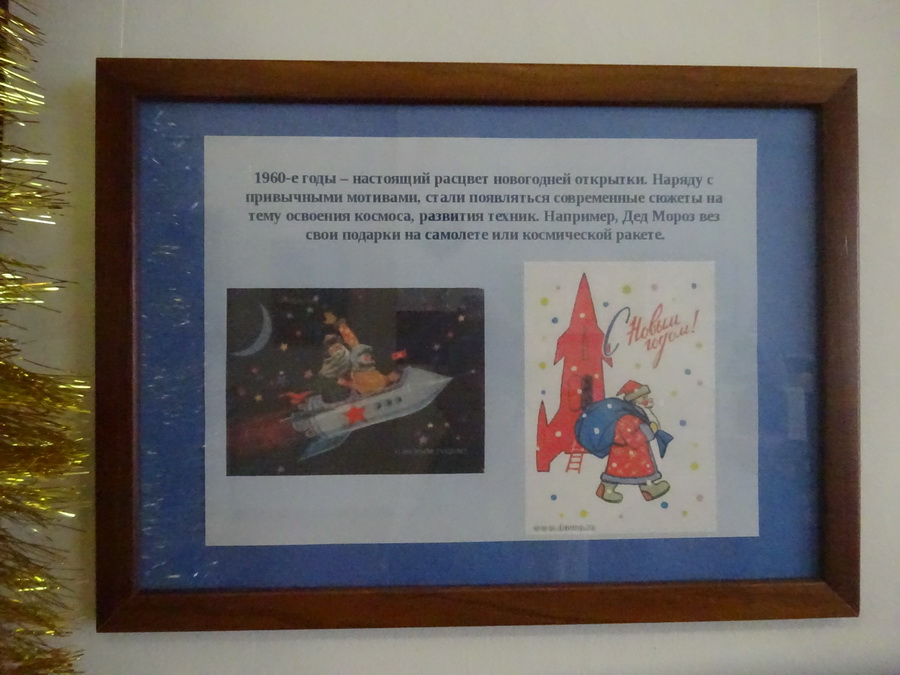 1960-е годы – настоящий расцвет новогодней открытки. Наряду с
привычными мотивами, стали появляться современные сюжеты на
тему освоения космоса, развития техник. Например, Дед Мороз вез
свои подарки на самолете или космической ракете.
С Новым
годом!